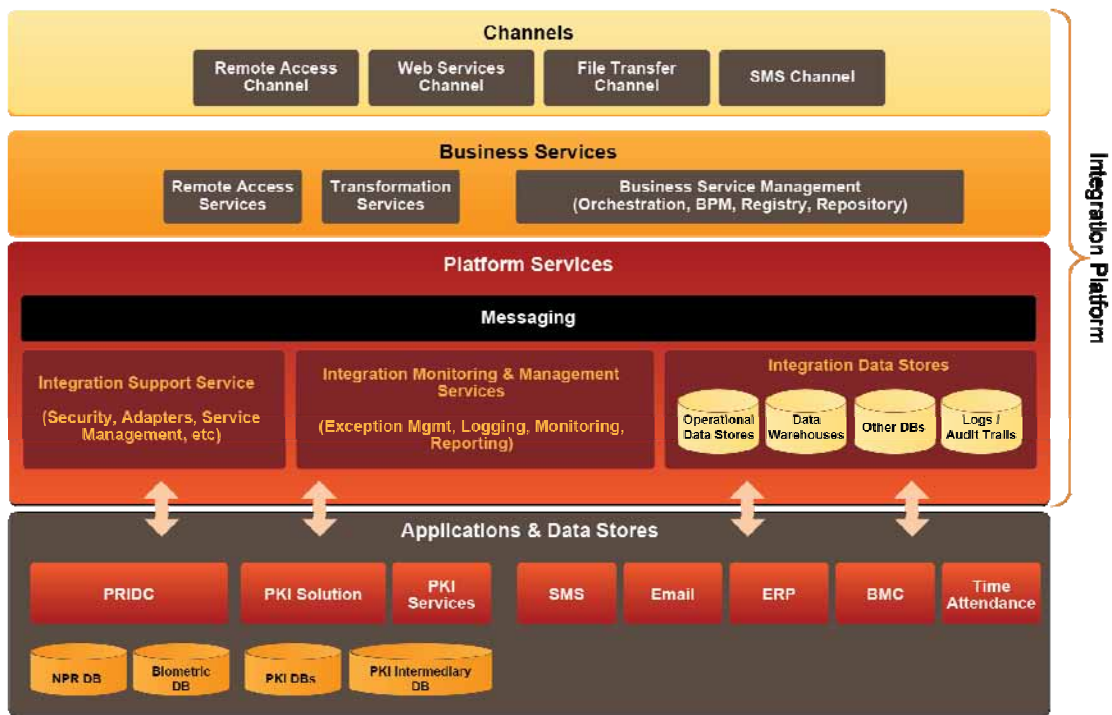 Channels
Remote Access
Channel
Web Services
Channel
File Transfer
Channel
SMS Channel
Business Services
Remote Access
Services
Transformation
Services
Business Service Management
(Orchestration, BPM, Registry, Repository)
Integration Platform
Platform Services
Messaging
Integration Support Service
(Security, Adapters, Service
Management, etc)
Integration Monitoring & Management
Services
(Exception Mgmt, Logging, Monitoring,
Reporting)
Integration Data Stores
Operational
Data Stores
Data
Warehouses
Other DBs
Logs /
Audit Trails
Applications & Data Stores
PRIDC
PKI Solution
PKI
Services
SMS
Email
ERP
BMC
Time
Attendance
NPR DB
Biometric
DB
PKI DBs
PKI Intermediary
DB